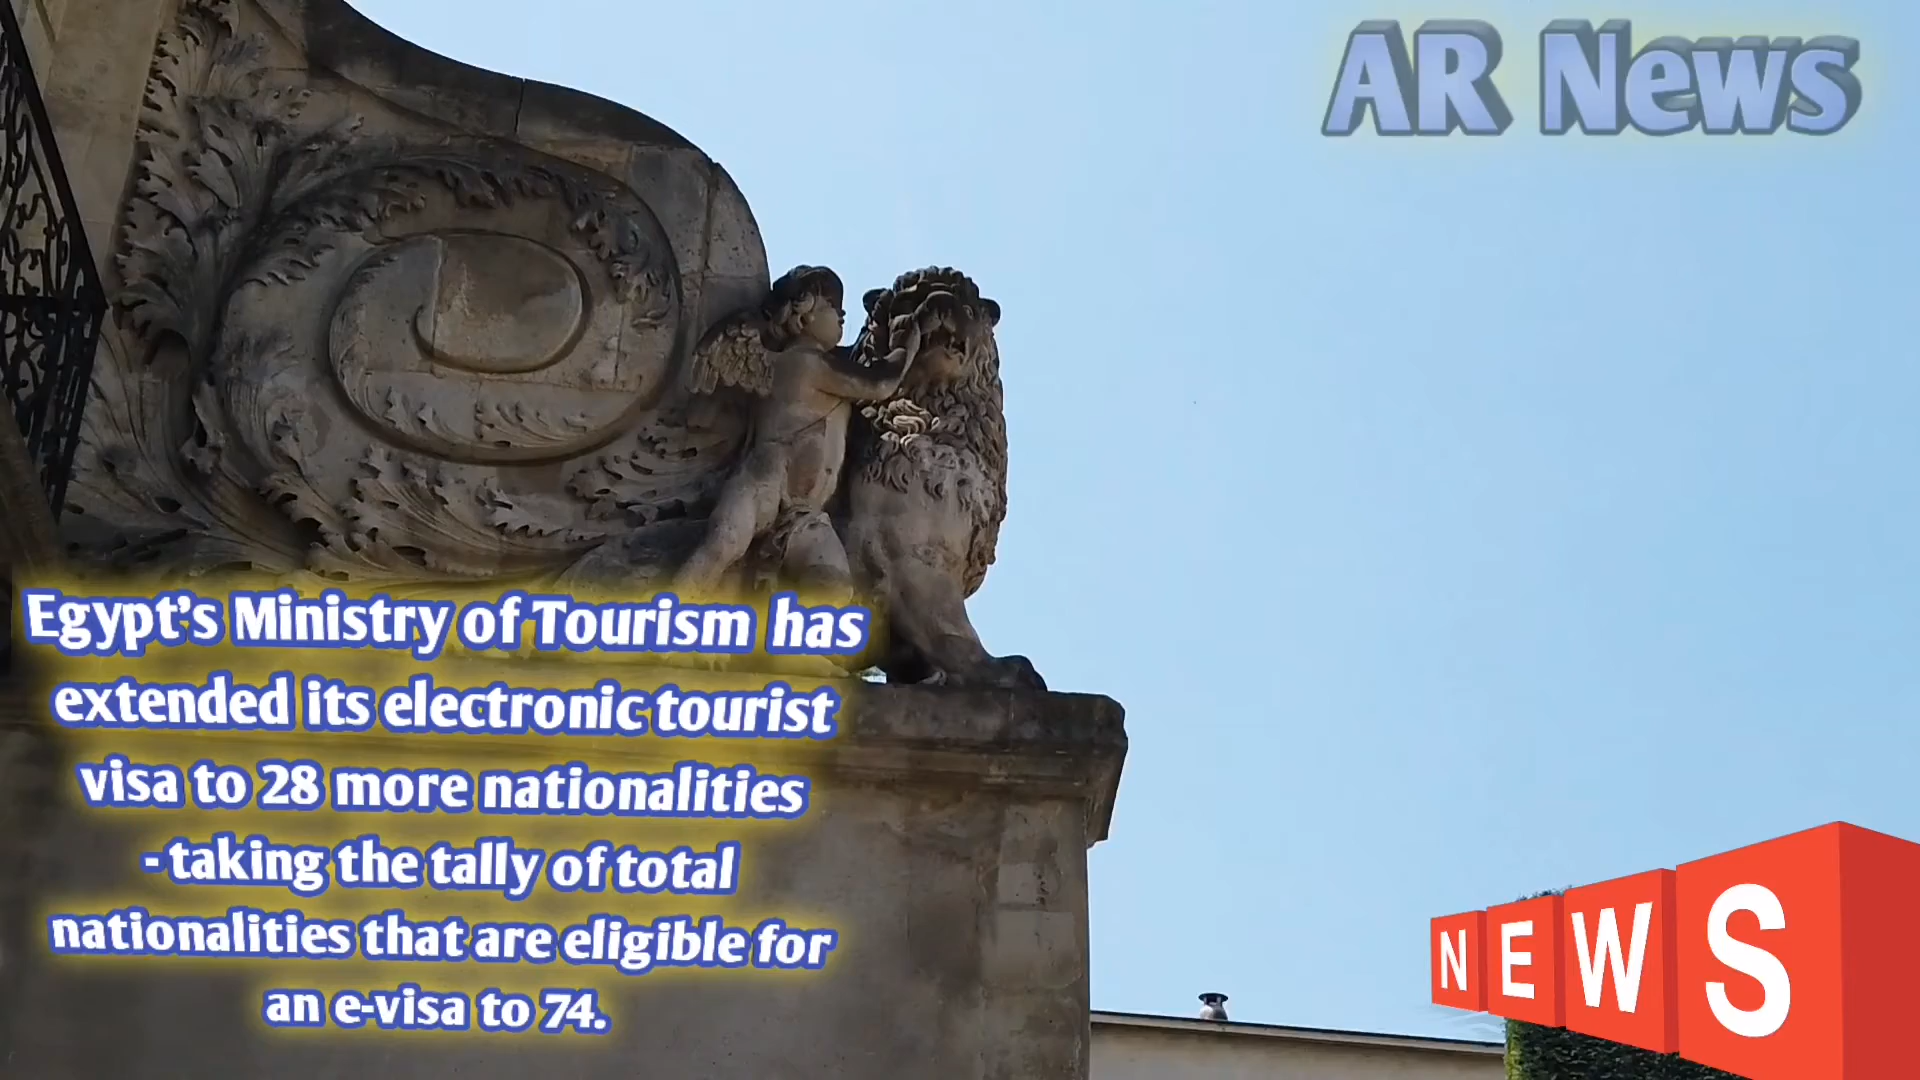 AR News
Egypt's Ministry of Tourism has
extended its electronic tourist
visa to 28 more nationalities
- taking the tally of total
nationalities that are eligible for
an e-visa to 74.
NEWS